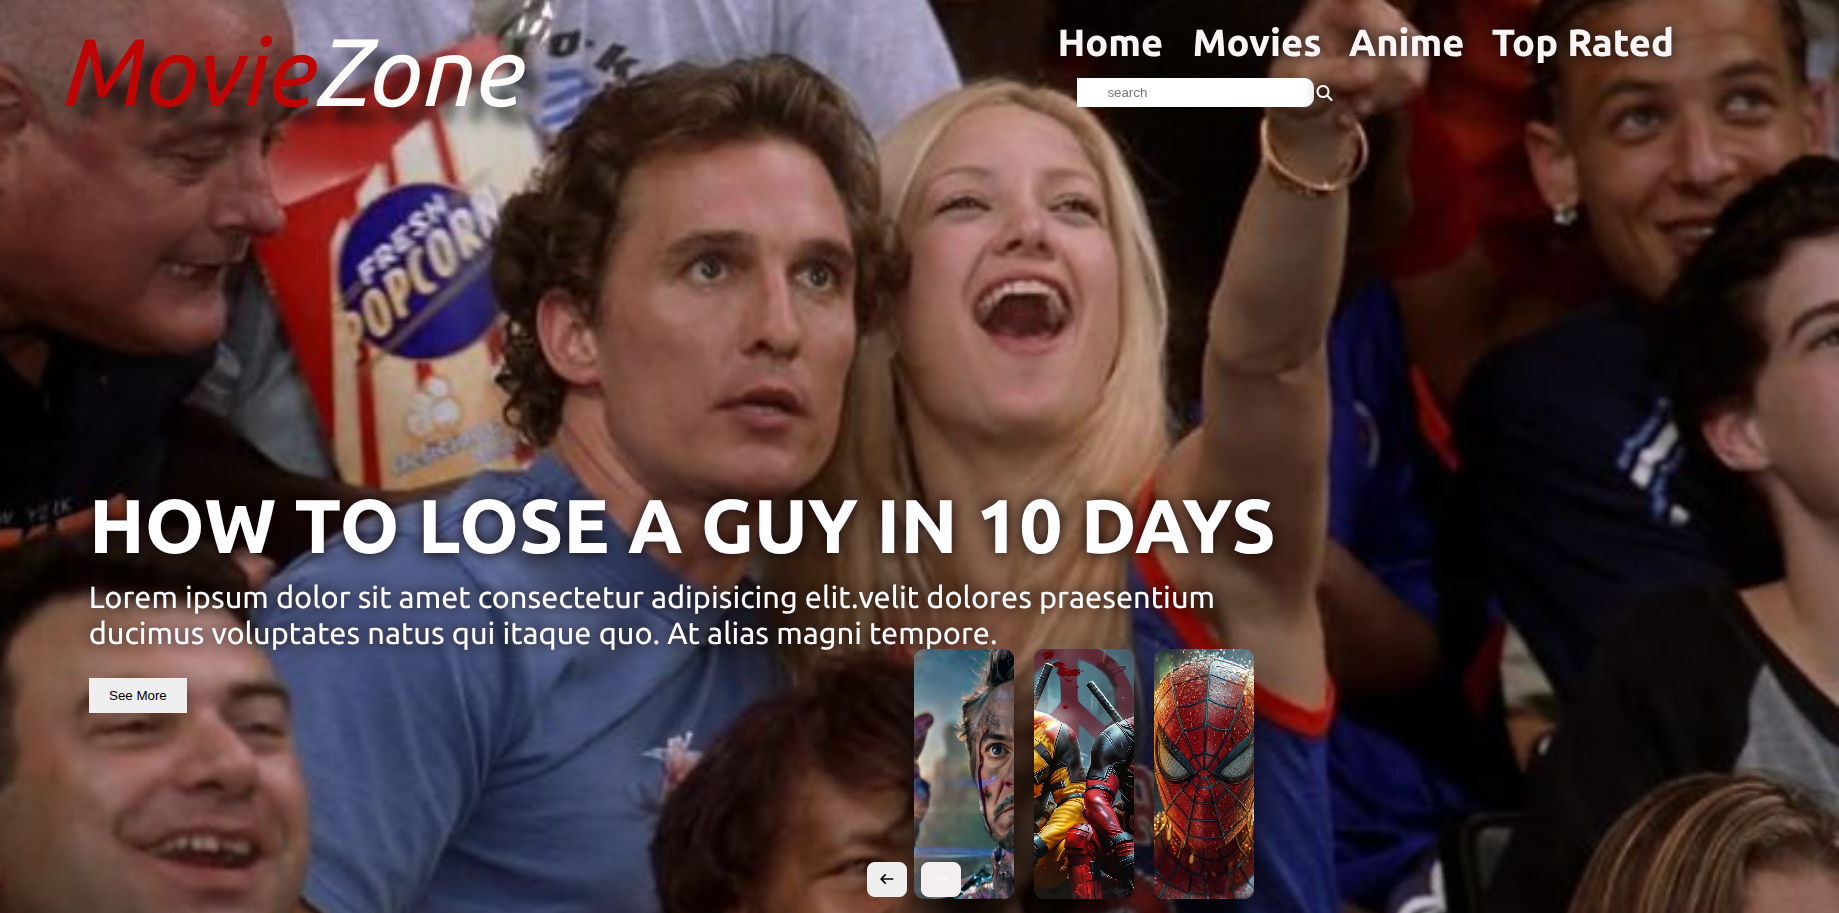 MovieZone
Home Movies Anime Top Rated
search
FRESH
POPCORN
HOW TO LOSE A GUY IN 10 DAYS
Lorem ipsum dolor sit amet consectetur adipisicing elit.velit dolores praesentium
ducimus voluptates natus qui itaque quo. At alias magni tempore.
See More